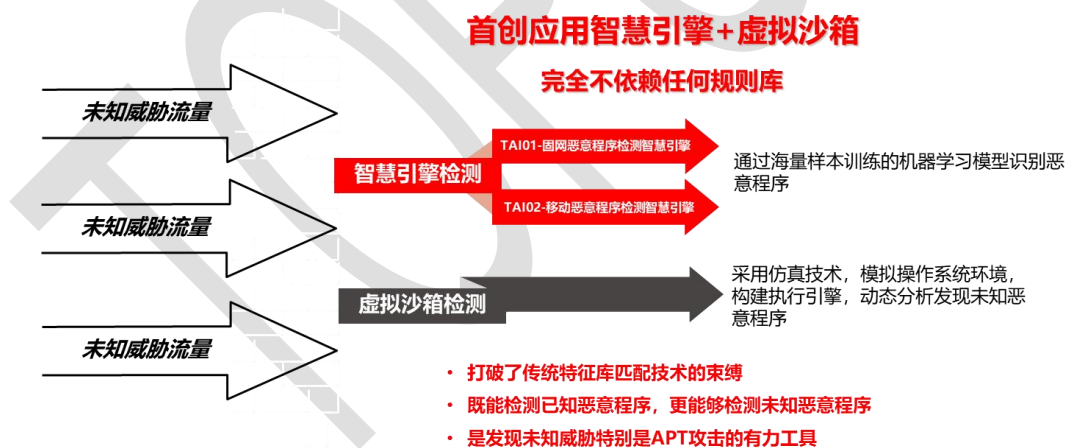 首创应用智慧引擎+虚拟沙箱
完全不依赖任何规则库
未知威胁流量
未知威胁流量
未知威胁流量
智慧引擎检测
TAI01-固网恶意程序检测智慧引擎
TAI02-移动恶意程序检测智慧引擎
通过海量样本训练的机器学习模型识别恶
意程序
虚拟沙箱检测
采用仿真技术，模拟操作系统环境，
构建执行引擎，动态分析发现未知恶
意程序
• 打破了传统特征库匹配技术的束缚
• 既能检测已知恶意程序，更能够检测未知恶意程序
• 是发现未知威胁特别是APT攻击的有力工具